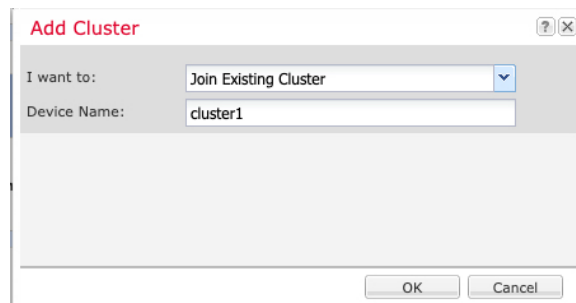 Add Cluster
I want to: Join Existing Cluster
Device Name: cluster1
OK Cancel